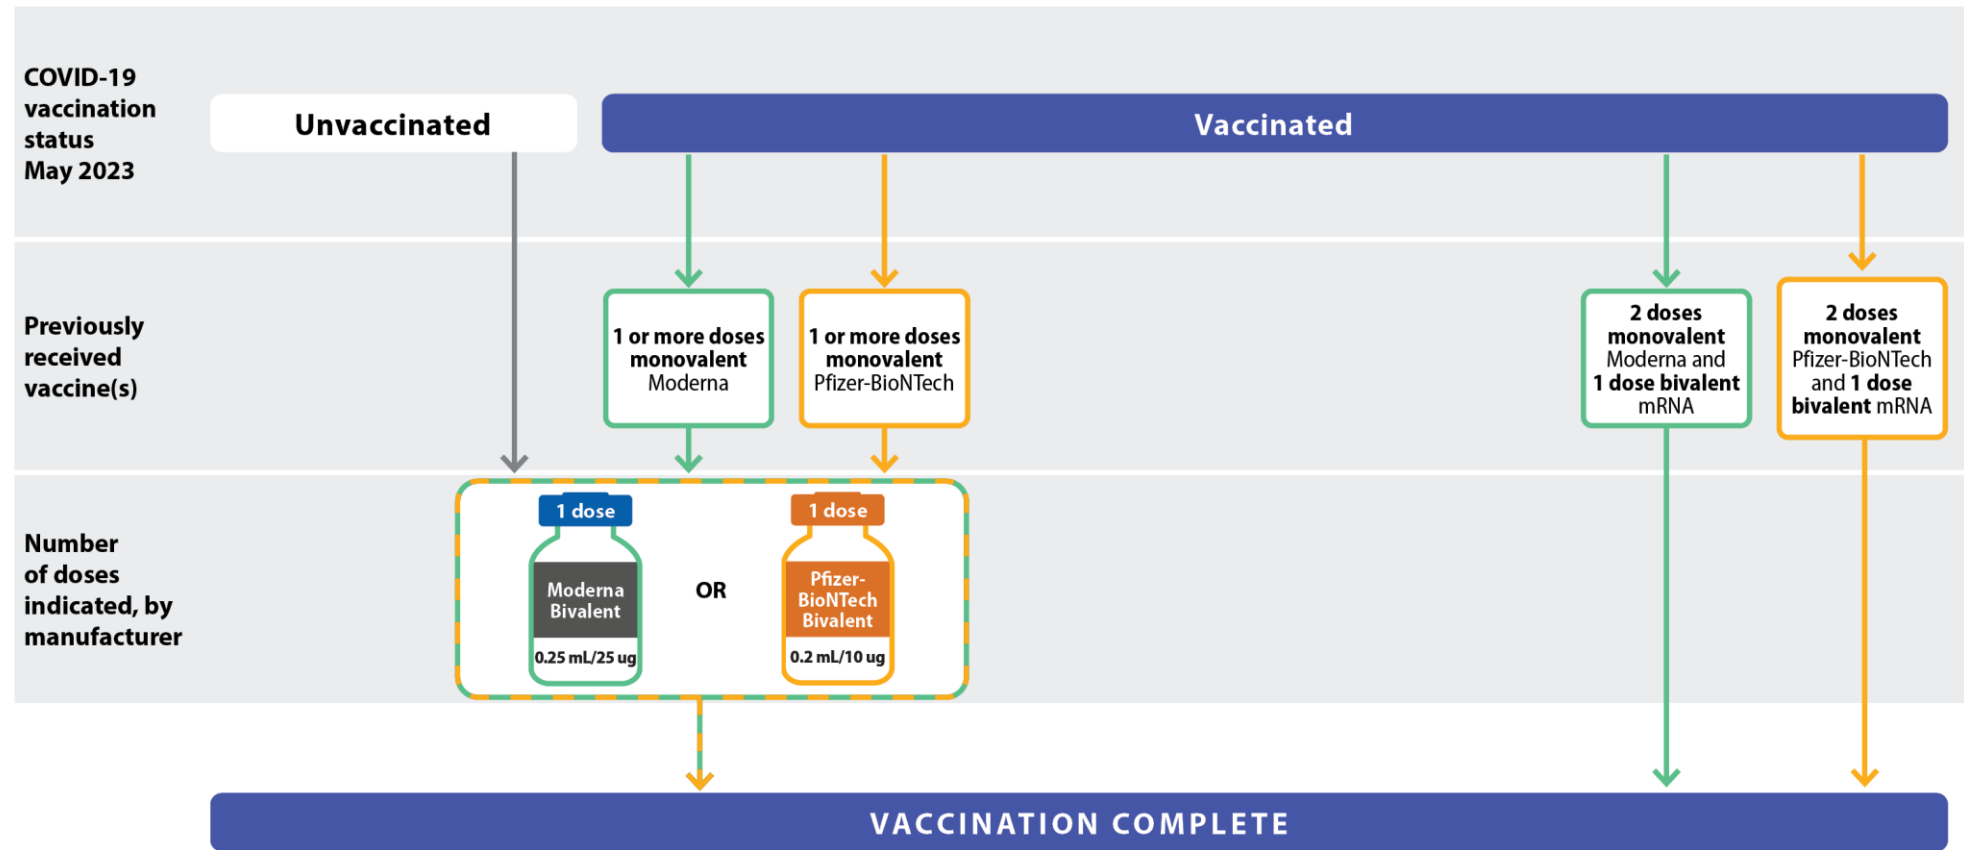 COVID-19
vaccination
status
May 2023
Unvaccinated
Vaccinated
Previously
received
vaccine(s)
1 or more doses
monovalent
Moderna
1 or more doses
monovalent
Pfizer-BioNTech
2 doses
monovalent
Moderna and
1 dose bivalent
mRNA
2 doses
monovalent
Pfizer-BioNTech
and 1 dose
bivalent mRNA
Number
of doses
indicated, by
manufacturer
1 dose
Moderna
Bivalent
0.25 mL/25 ug
OR
1 dose
Pfizer-
BioNTech
Bivalent
0.2 mL/10 ug
VACCINATION COMPLETE